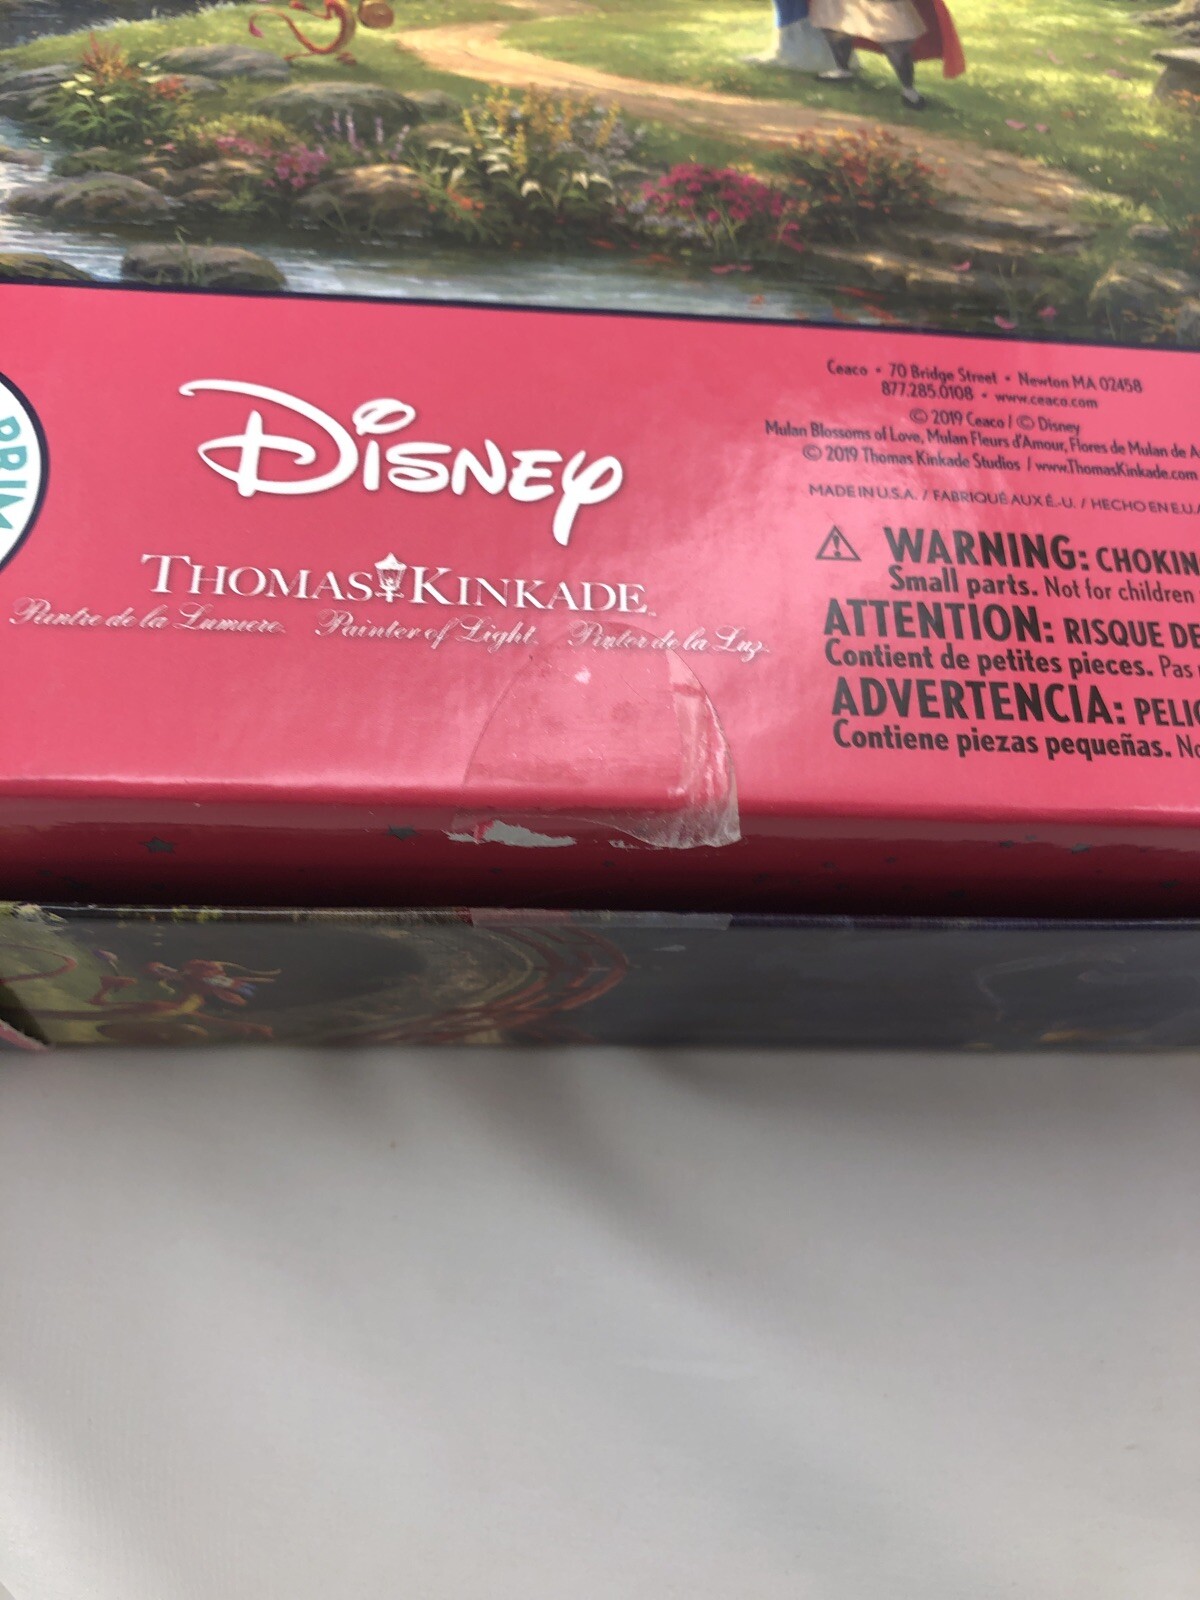 PRIM
Disney
THOMAS KINKADE
Peintre de la Lumiere. Painter of Light. Pintor de la Luz.
Ceaco • 70 Bridge Street • Newton MA 02458
877.285.0108 • www.ceaco.com
© 2019 Ceaco / © Disney
Mulan Blossoms of Love, Mulan Fleurs d'Amour, Flores de Mulan de A
© 2019 Thomas Kinkade Studios / www.ThomasKinkade.com
MADE IN U.S.A. / FABRIQUÉ AUX É.-U. / HECHO EN E.U.
WARNING: CHOKIN
Small parts. Not for children
ATTENTION: RISQUE DE
Contient de petites pieces. Pas
ADVERTENCIA: PELIG
Contiene piezas pequeñas. No